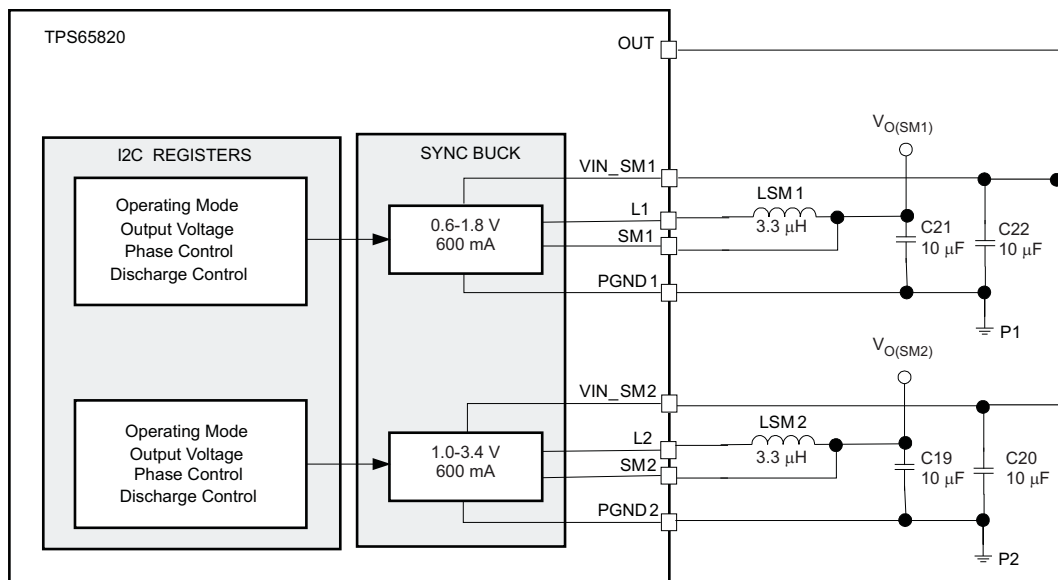 TPS65820
OUT
I2C REGISTERS
SYNC BUCK
Operating Mode
Output Voltage
Phase Control
Discharge Control
0.6-1.8 V
600 mA
VIN_SM1
L1
SM1
PGND1
LSM1
3.3 µH
VO(SM1)
C21
10 µF
C22
10 µF
P1
Operating Mode
Output Voltage
Phase Control
Discharge Control
1.0-3.4 V
600 mA
VIN_SM2
L2
SM2
PGND2
LSM2
3.3 µH
VO(SM2)
C19
10 µF
C20
10 µF
P2